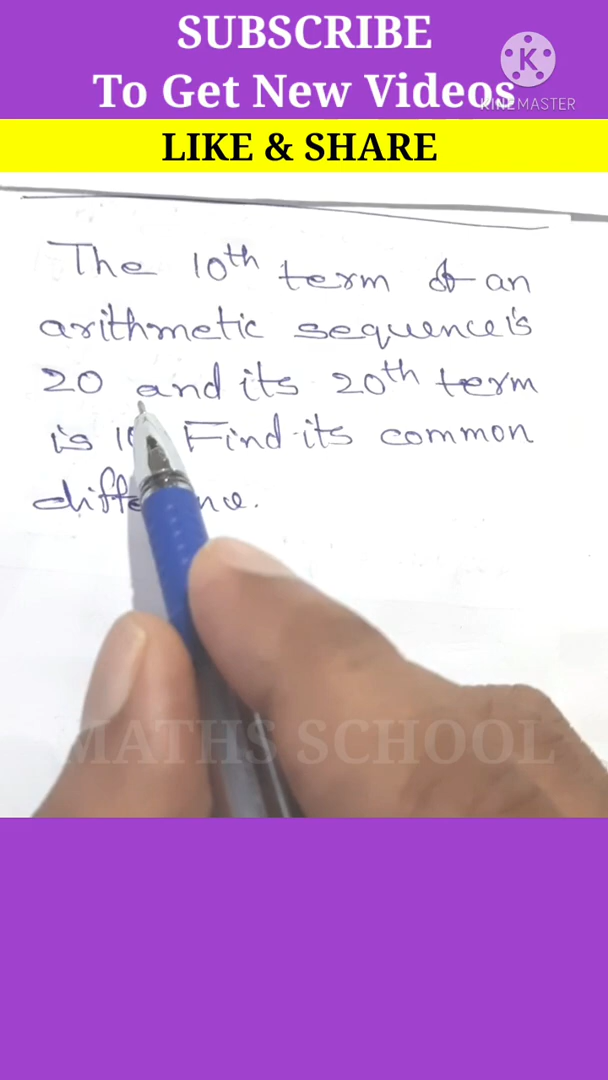 SUBSCRIBE
To Get New Videos
KINEMASTER
LIKE & SHARE
The 10th term of an
arithmetic sequence is
20 and its 20th term
is Find its common
MATHS SCHOOL